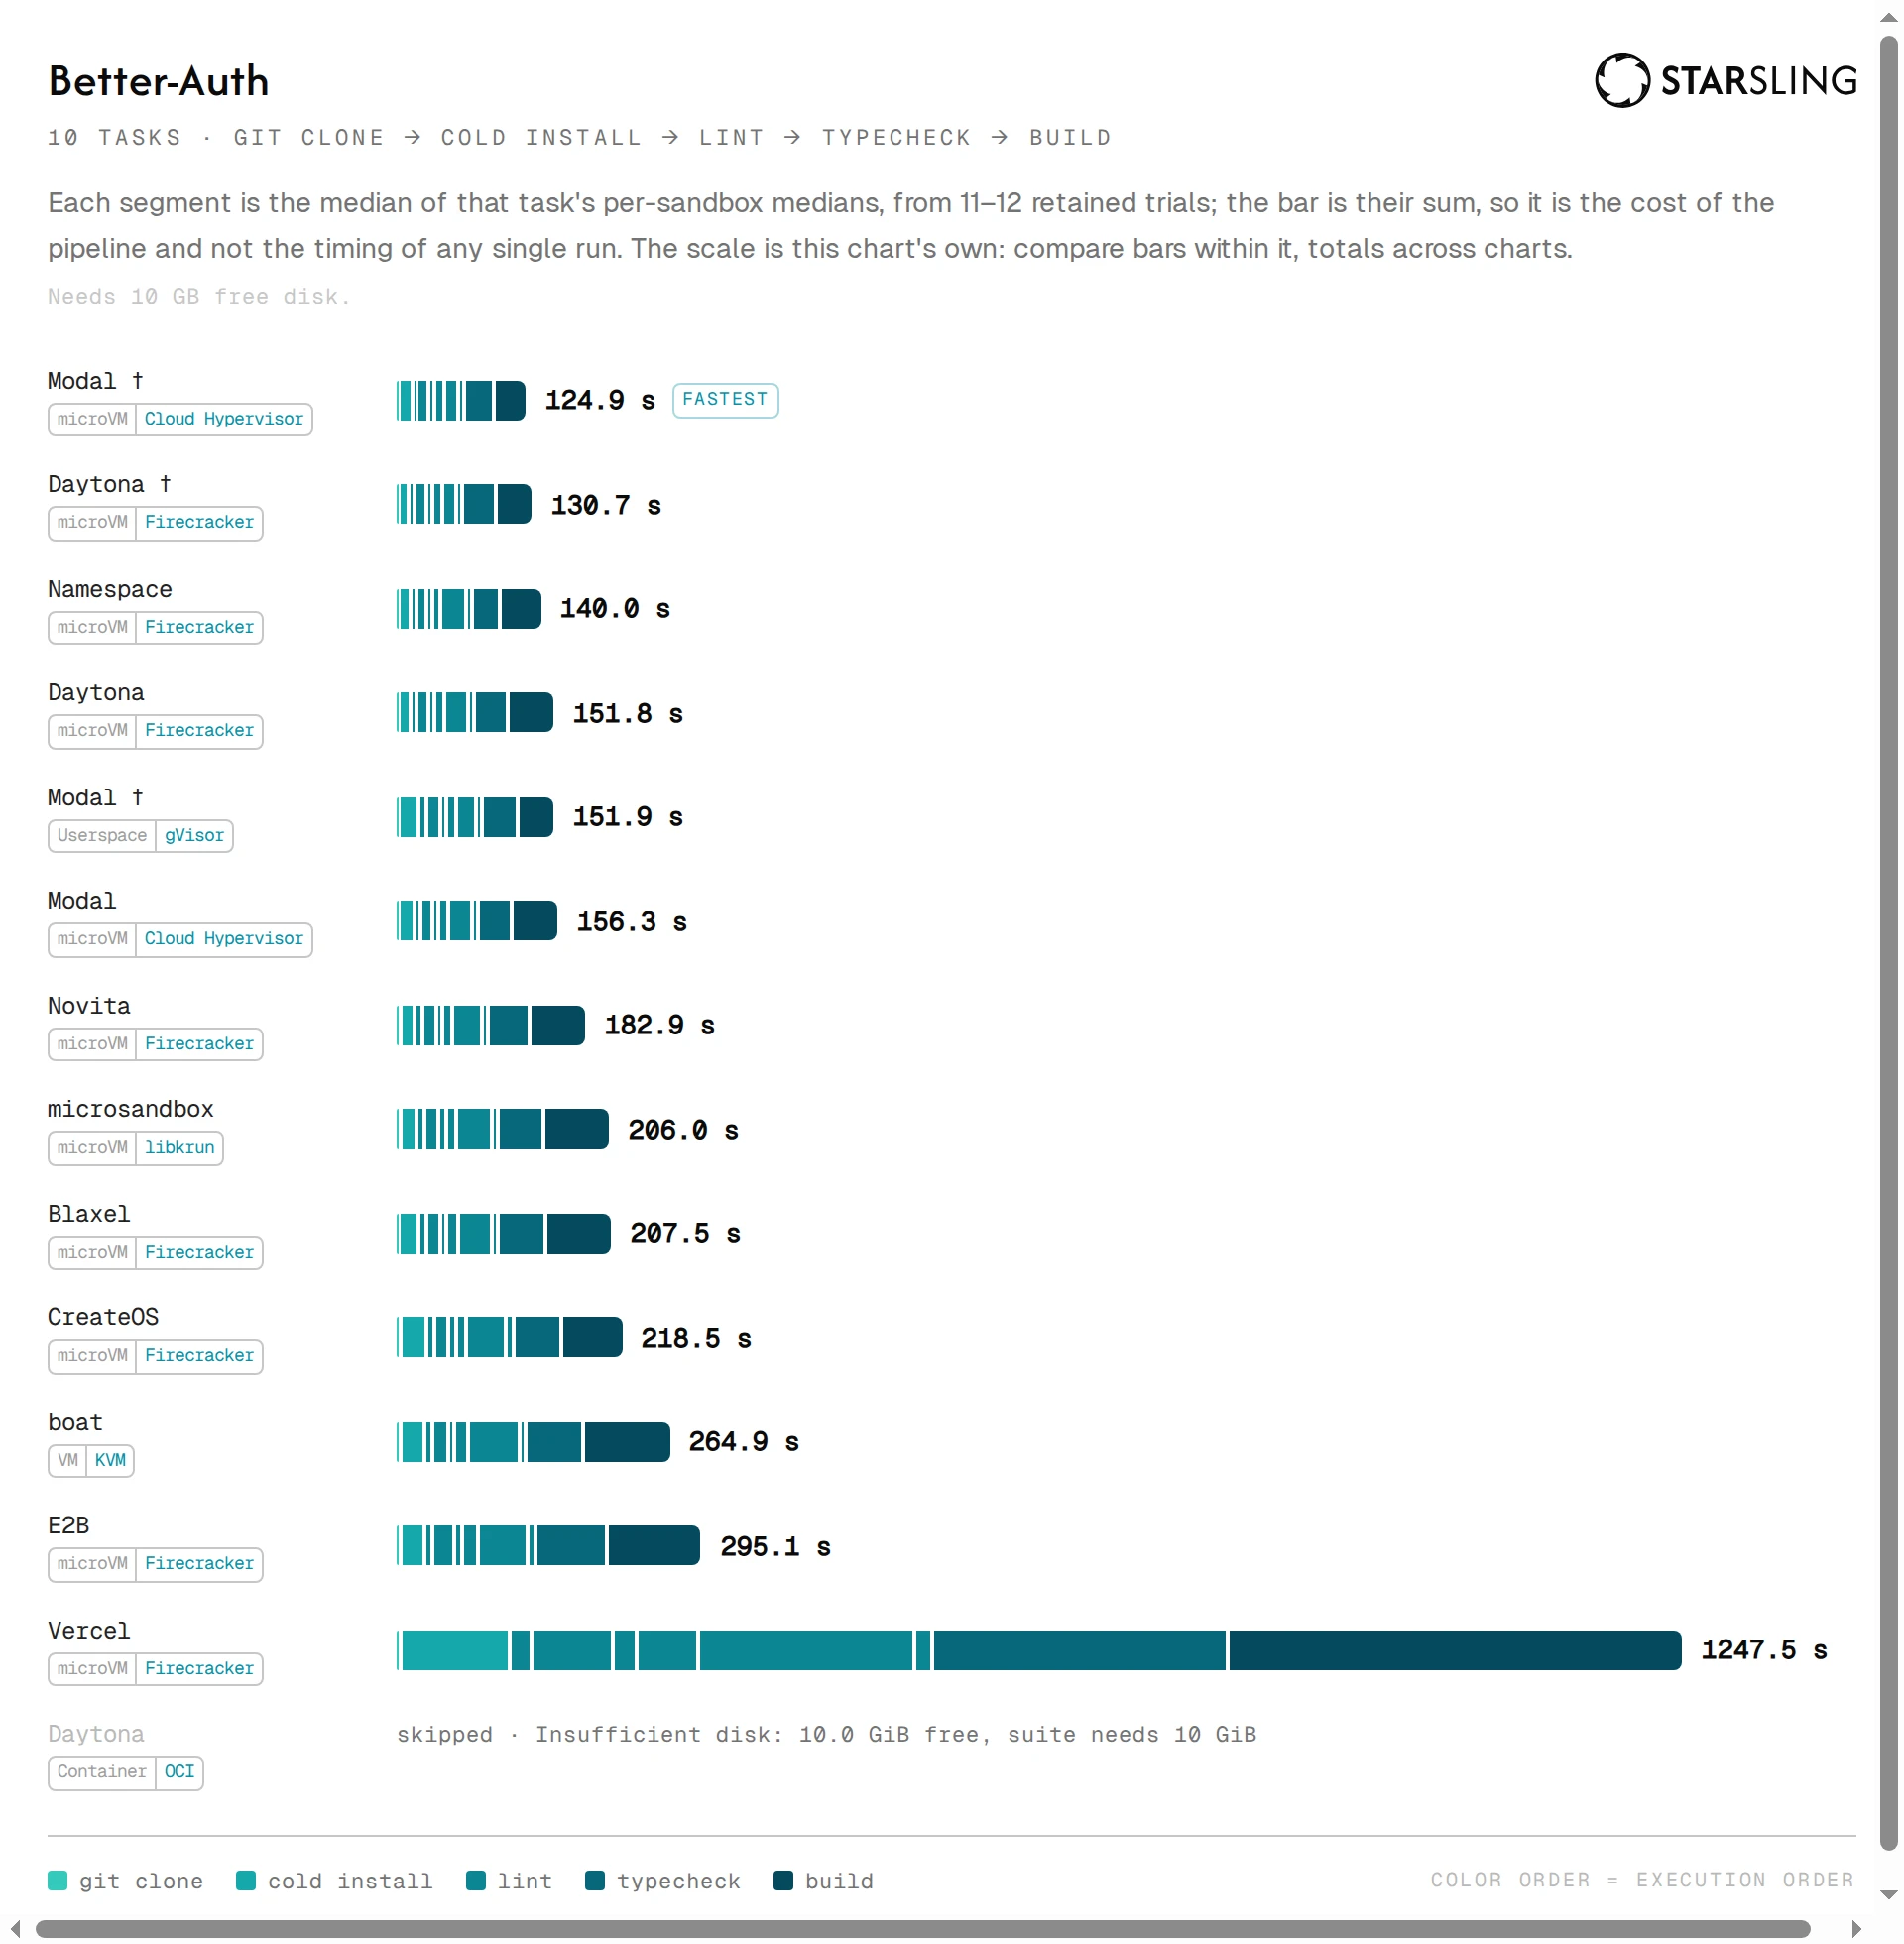 Better-Auth
STARSLING
10 TASKS · GIT CLONE → COLD INSTALL → LINT → TYPECHECK → BUILD
Each segment is the median of that task's per-sandbox medians, from 11–12 retained trials; the bar is their sum, so it is the cost of the
pipeline and not the timing of any single run. The scale is this chart's own: compare bars within it, totals across charts.
Needs 10 GB free disk.
Modal †
microVM Cloud Hypervisor
124.9 s FASTEST
Daytona †
microVM Firecracker
130.7 s
Namespace
microVM Firecracker
140.0 s
Daytona
microVM Firecracker
151.8 s
Modal †
Userspace gVisor
151.9 s
Modal
microVM Cloud Hypervisor
156.3 s
Novita
microVM Firecracker
182.9 s
microsandbox
microVM libkrun
206.0 s
Blaxel
microVM Firecracker
207.5 s
CreateOS
microVM Firecracker
218.5 s
boat
VM KVM
264.9 s
E2B
microVM Firecracker
295.1 s
Vercel
microVM Firecracker
1247.5 s
Daytona
Container OCI
skipped · Insufficient disk: 10.0 GiB free, suite needs 10 GiB
git clone cold install lint typecheck build
COLOR ORDER = EXECUTION ORDER